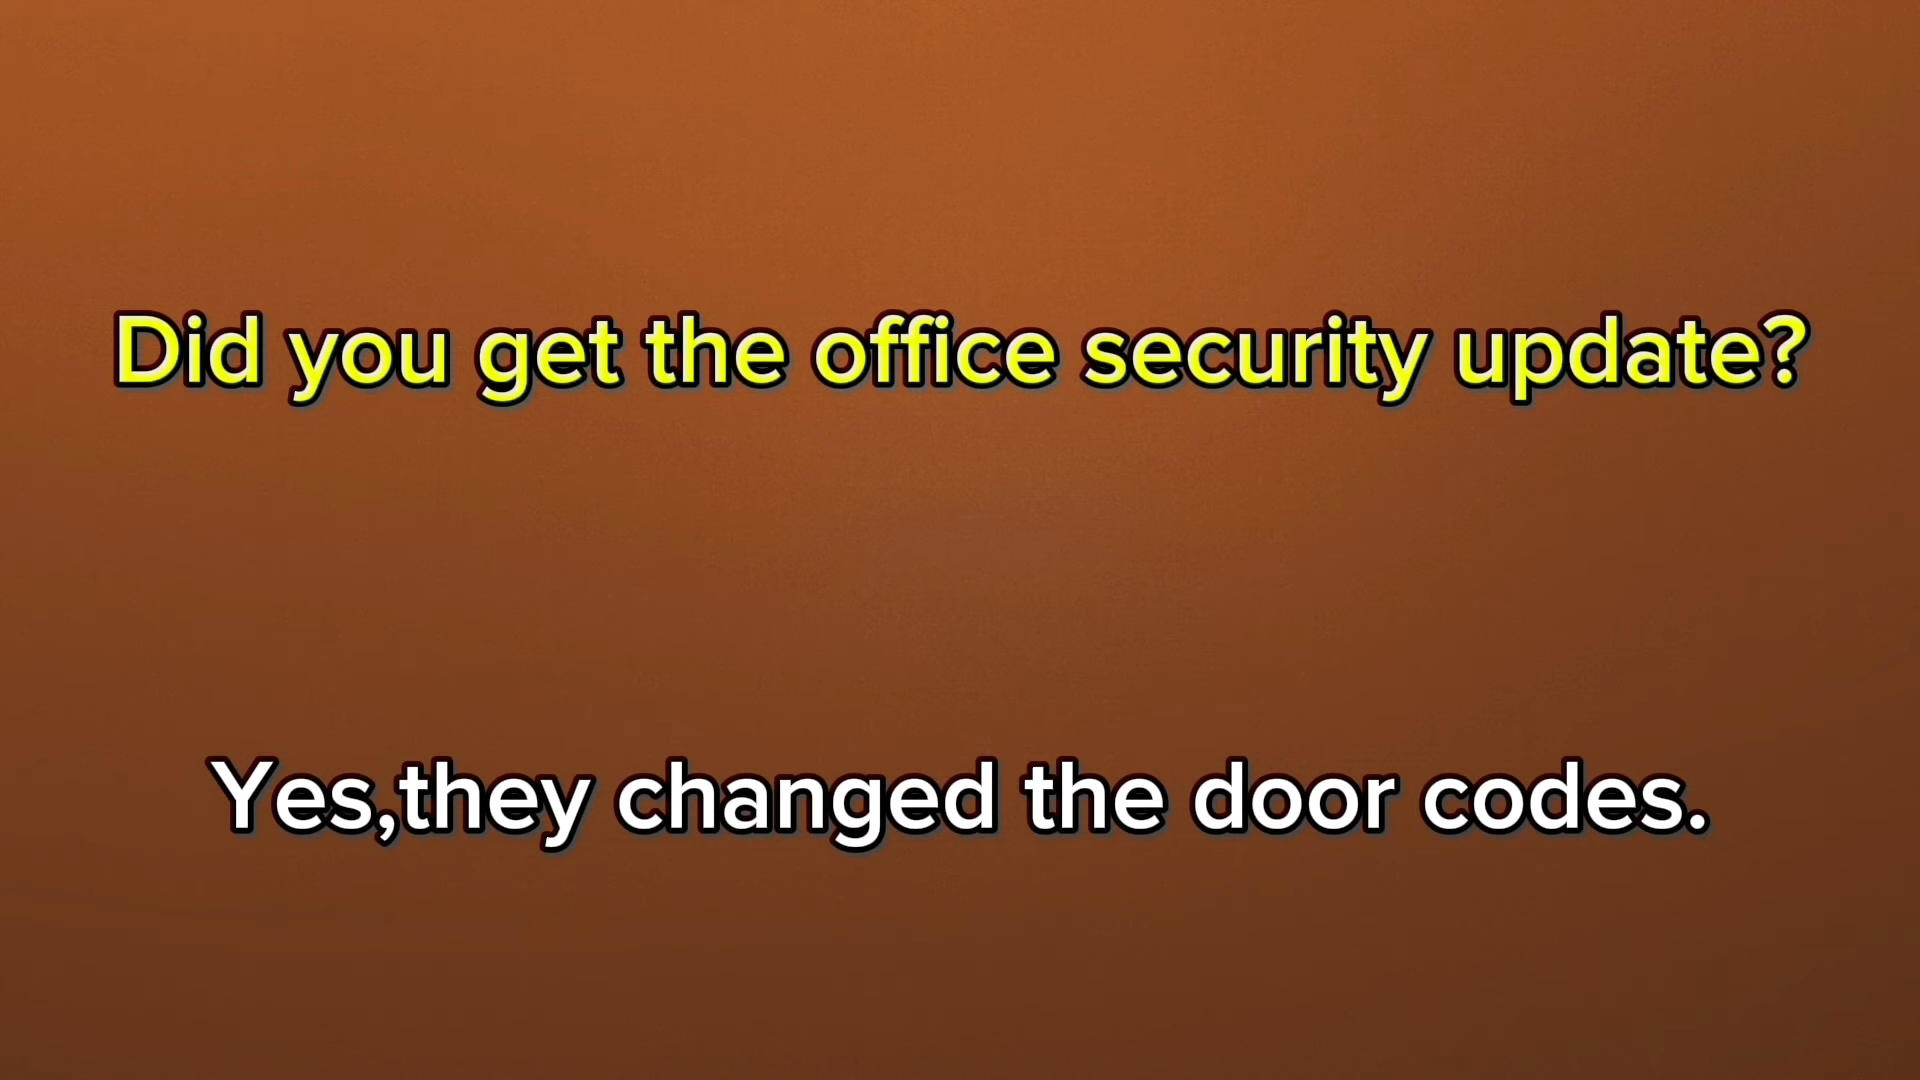 Did you get the office security update?
Yes,they changed the door codes.